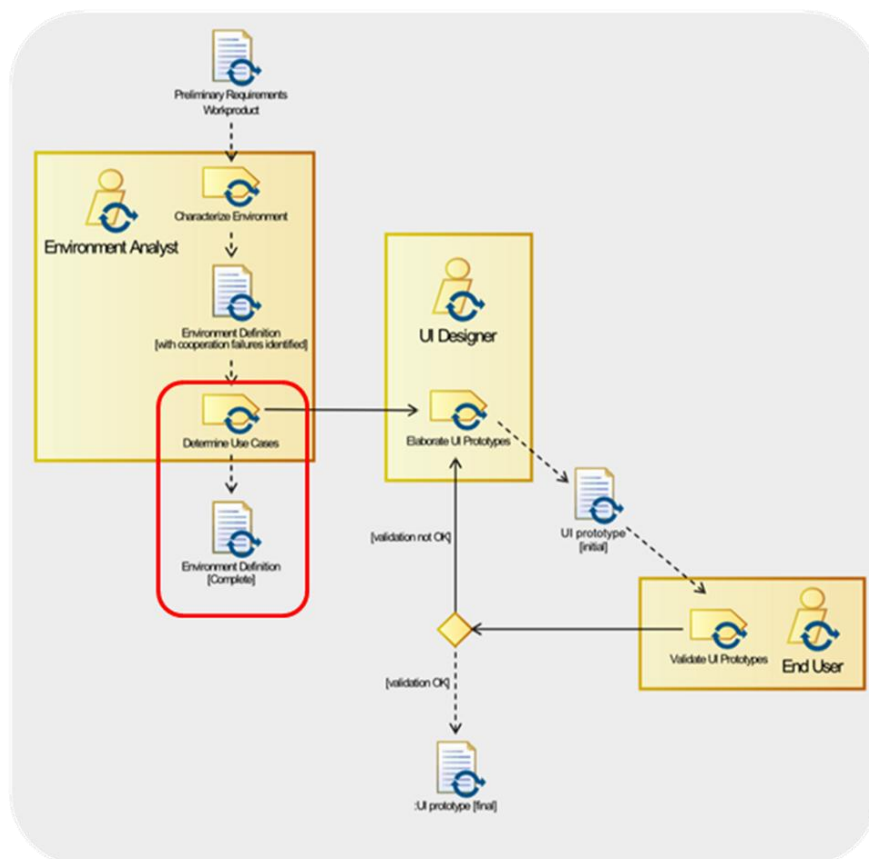 Preliminary Requirements
Workproduct
Characterize Environment
Environment Analyst
Environment Definition
[with cooperation failures identified]
UI Designer
Determine Use Cases
Elaborate UI Prototypes
[validation not OK]
UI prototype
[initial]
Environment Definition
[Complete]
Validate UI Prototypes
End User
[validation OK]
:UI prototype [final]